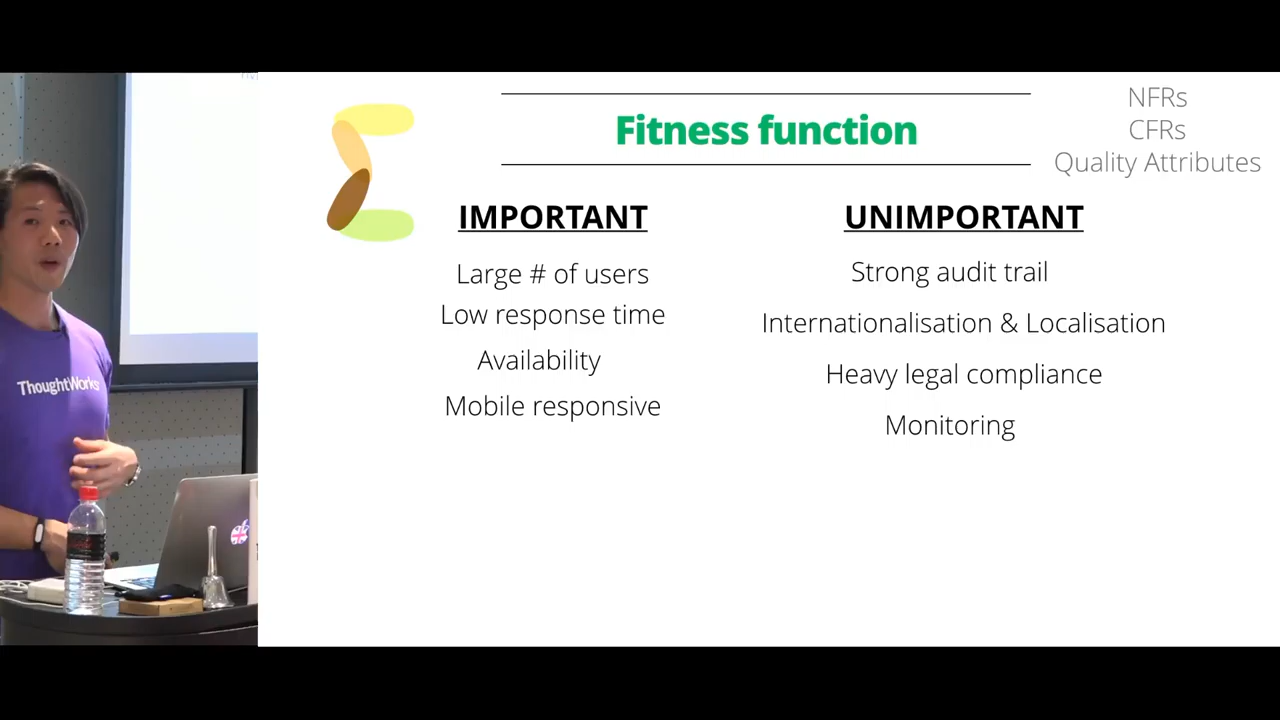 Fitness function
NFRs
CFRs
Quality Attributes
IMPORTANT
Large # of users
Low response time
Availability
Mobile responsive
UNIMPORTANT
Strong audit trail
Internationalisation & Localisation
Heavy legal compliance
Monitoring
ThoughtWorks